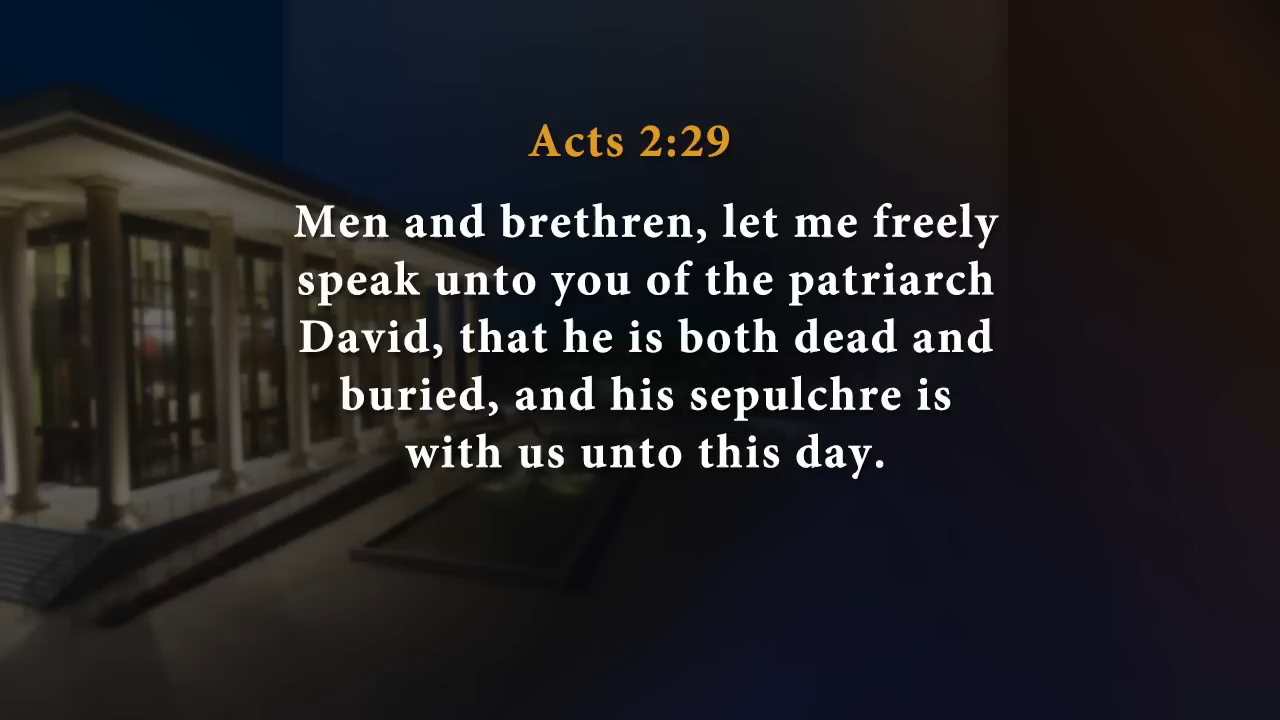 Acts 2:29
Men and brethren, let me freely
speak unto you of the patriarch
David, that he is both dead and
buried, and his sepulchre is
with us unto this day.